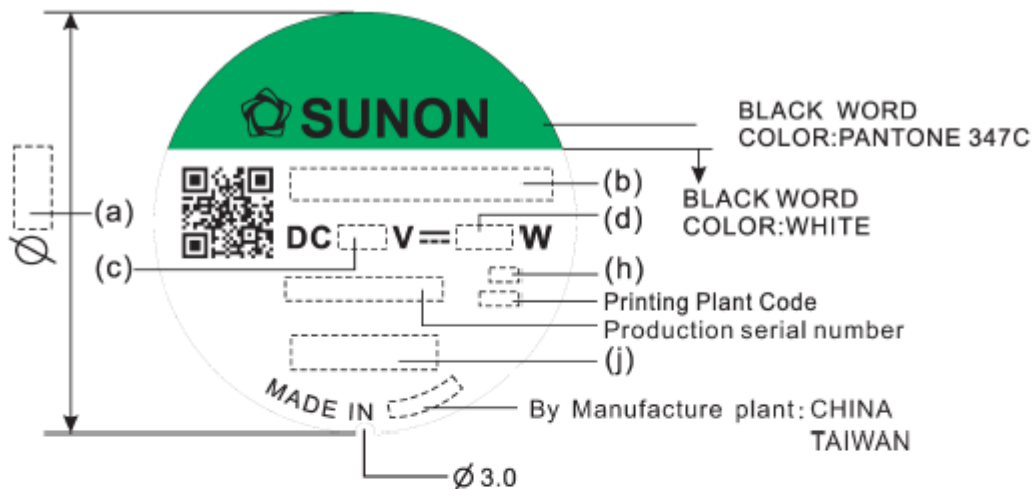 SUNON
BLACK WORD
COLOR:PANTONE 347C
(a)
(b)
BLACK WORD
COLOR:WHITE
DC V W
(d)
(c)
(h)
Printing Plant Code
Production serial number
(j)
MADE IN
By Manufacture plant: CHINA
TAIWAN
Ø
Ø 3.0